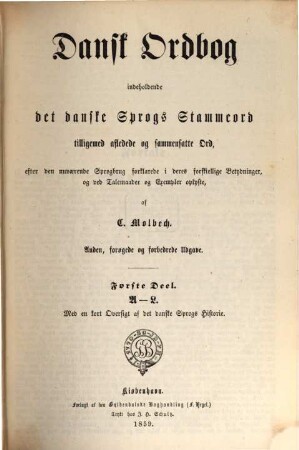 Dansk Ordbog
indeholdende
det danske Sprogs Stammeord
tilligemed afledede og sammensatte Ord,
efter den nuværende Sprogbrug forklarede i deres forskiellige Betydninger,
og ved Talemaader og Exempler oplyste,
af
C. Molbech.
Anden, forøgede og forbedrede Udgave.
Første Deel.
A—L.
Med en kort Oversigt af det danske Sprogs Historie.
Kiøbenhavn.
Forlagt af den Gyldendalske Boghandling (F. Hegel).
Trykt hos J. H. Schultz.
1859.